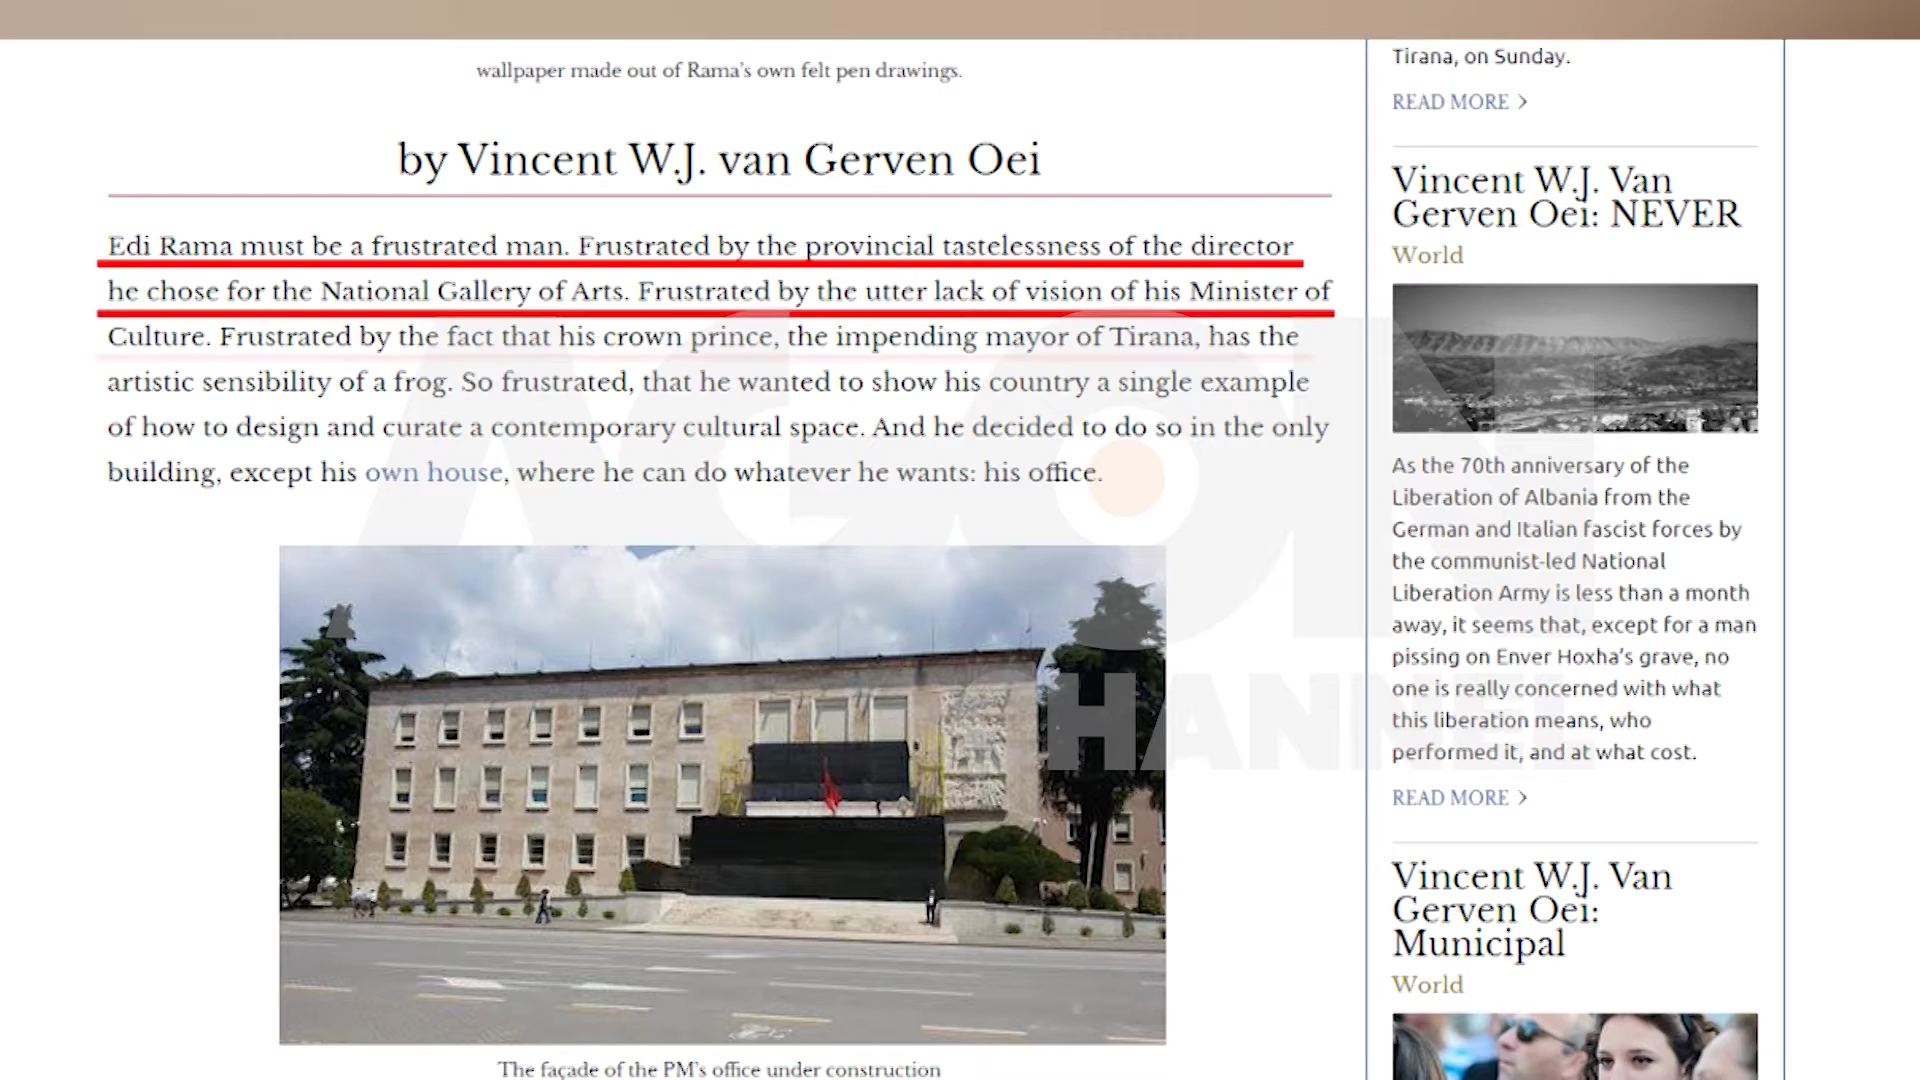 wallpaper made out of Rama's own felt pen drawings.
by Vincent W.J. van Gerven Oei
Edi Rama must be a frustrated man. Frustrated by the provincial tastelessness of the director
he chose for the National Gallery of Arts. Frustrated by the utter lack of vision of his Minister of
Culture. Frustrated by the fact that his crown prince, the impending mayor of Tirana, has the
artistic sensibility of a frog. So frustrated, that he wanted to show his country a single example
of how to design and curate a contemporary cultural space. And he decided to do so in the only
building, except his own house, where he can do whatever he wants: his office.
The façade of the PM's office under construction
Tirana, on Sunday.
READ MORE >
Vincent W.J. Van
Gerven Oei: NEVER
World
As the 70th anniversary of the
Liberation of Albania from the
German and Italian fascist forces by
the communist-led National
Liberation Army is less than a month
away, it seems that, except for a man
pissing on Enver Hoxha's grave, no
one is really concerned with what
this liberation means, who
performed it, and at what cost.
READ MORE >
Vincent W.J. Van
Gerven Oei:
Municipal
World
AGON
CHANNEL